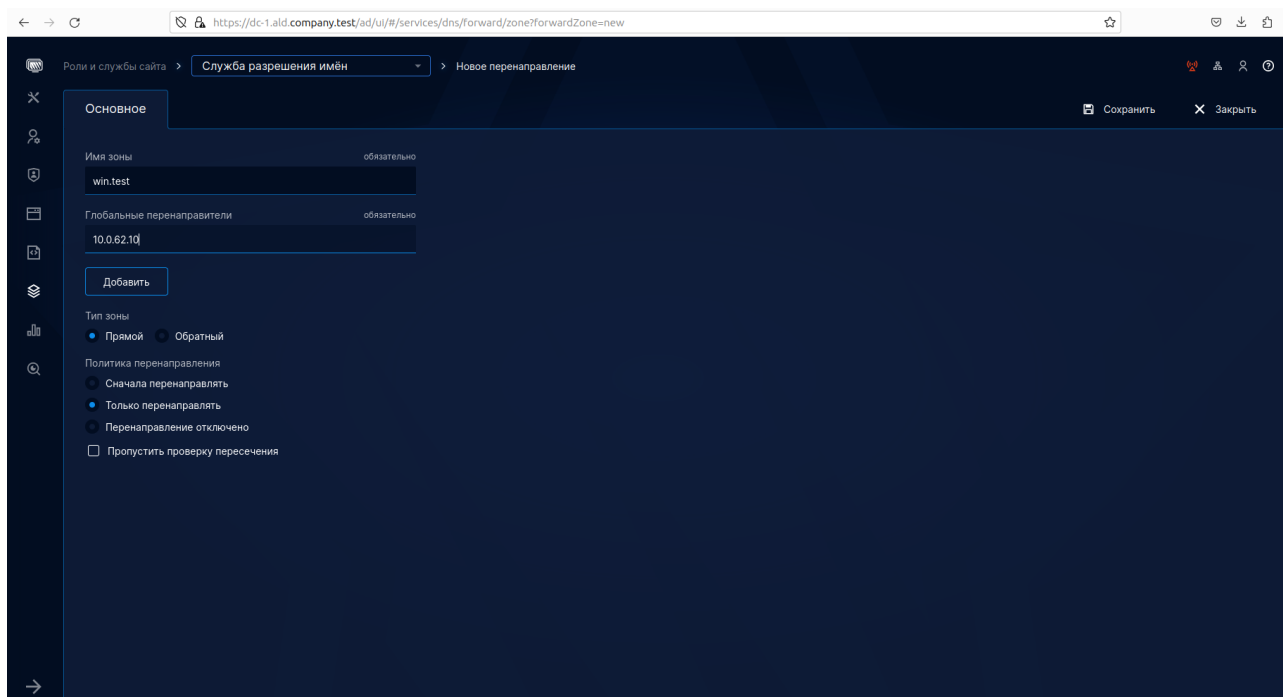 https://dc-1.ald.company.test/ad/ui/#/services/dns/forward/zone?forwardZone=new
Роли и службы сайта > Служба разрешения имён > Новое перенаправление
Основное
Сохранить
Закрыть
Имя зоны обязательно
win.test
Глобальные перенаправители обязательно
10.0.62.10
Добавить
Тип зоны
Прямой Обратный
Политика перенаправления
Сначала перенаправлять
Только перенаправлять
Перенаправление отключено
Пропустить проверку пересечения